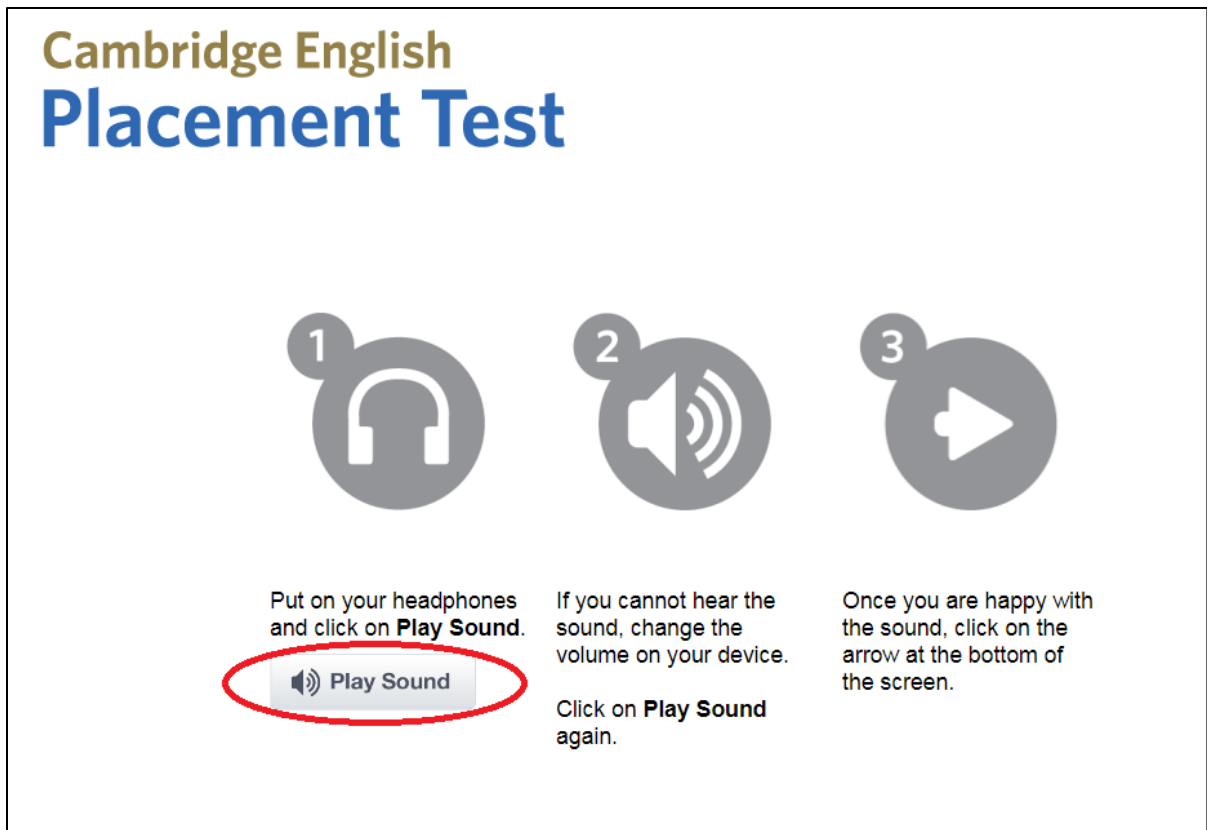 Cambridge English
Placement Test
1
2
3
Put on your headphones
and click on Play Sound.
Play Sound
If you cannot hear the
sound, change the
volume on your device.
Click on Play Sound
again.
Once you are happy with
the sound, click on the
arrow at the bottom of
the screen.